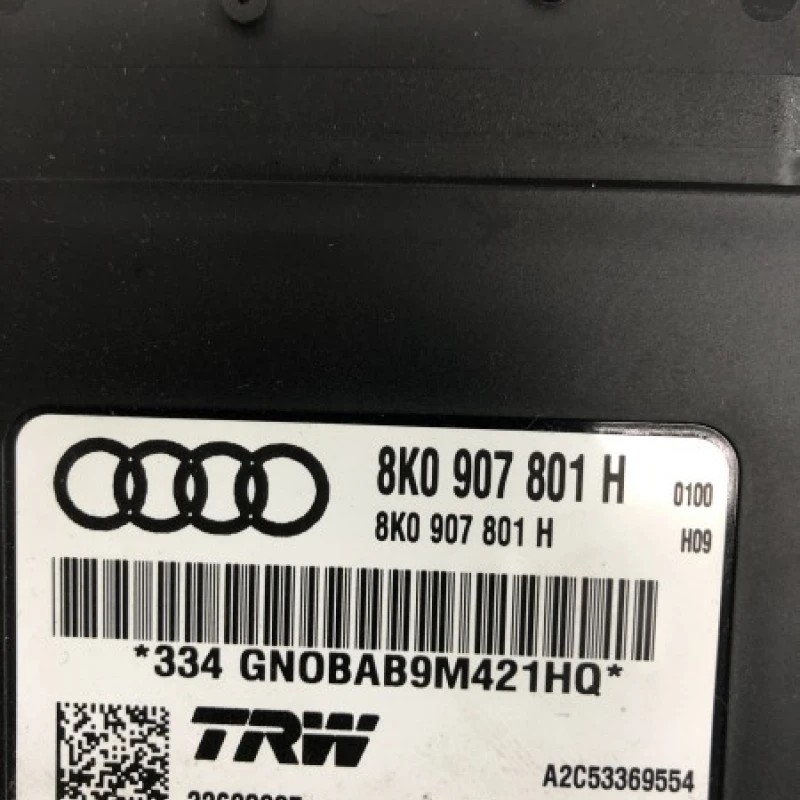 8K0 907 801 H 0100
8K0 907 801 H H09
*334 GNOBAB9M421HQ*
TRW
A2C53369554